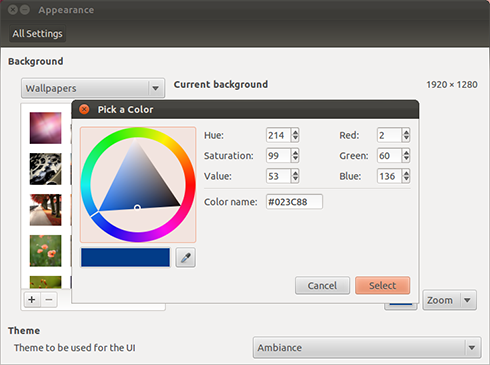 Appearance
All Settings
Background
Wallpapers
Current background
1920 × 1280
Pick a Color
Hue: 214
Red: 2
Saturation: 99
Green: 60
Value: 53
Blue: 136
Color name: #023C88
Cancel
Select
Zoom
Theme
Theme to be used for the UI
Ambiance